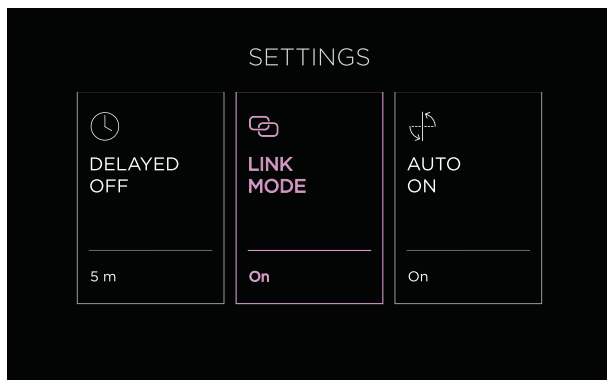 SETTINGS
DELAYED
OFF
5 m
LINK
MODE
On
AUTO
ON
On